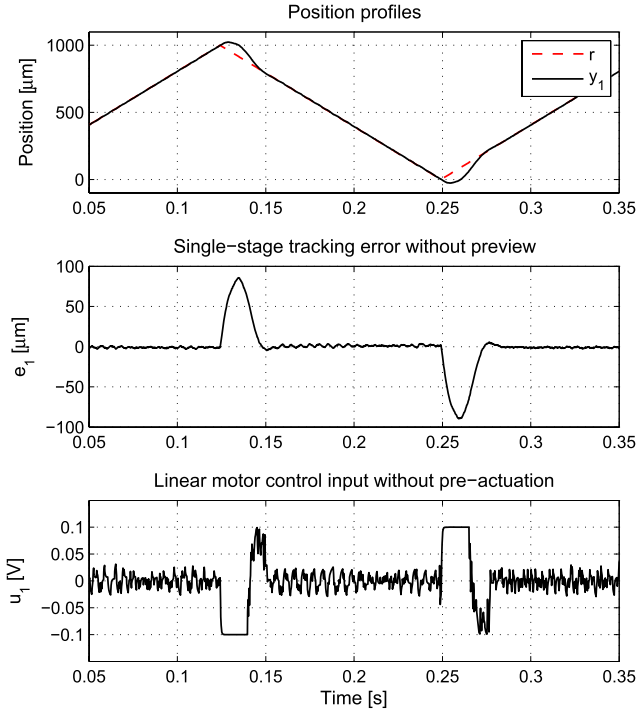 Position profiles
Position [µm]
1000
500
0
r
y1
0.05 0.1 0.15 0.2 0.25 0.3 0.35
Single−stage tracking error without preview
e1 [µm]
100
50
0
−50
−100
0.05 0.1 0.15 0.2 0.25 0.3 0.35
Linear motor control input without pre−actuation
u1 [V]
0.1
0.05
0
−0.05
−0.1
0.05 0.1 0.15 0.2 0.25 0.3 0.35
Time [s]